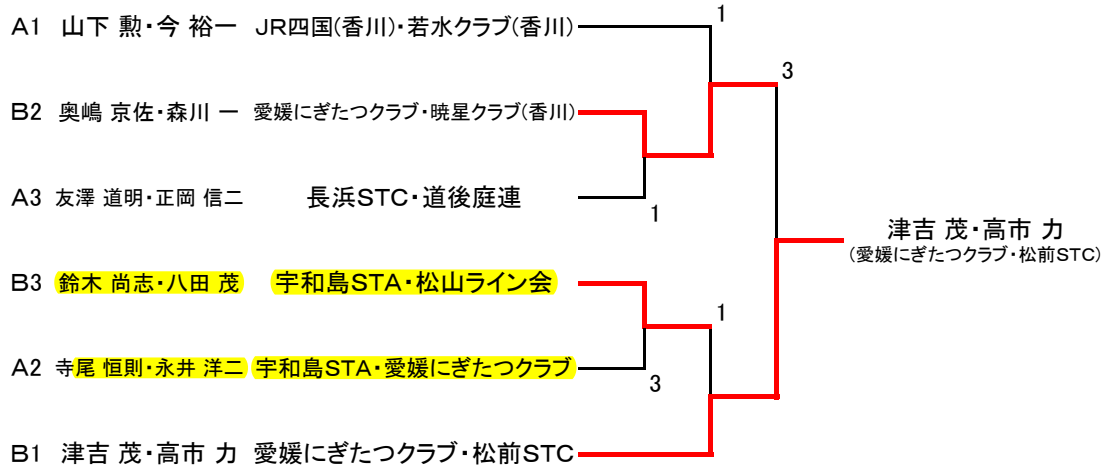 A1 山下 勲・今 裕一 JR四国(香川)・若水クラブ(香川)
1
3
B2 奥嶋 京佐・森川 一 愛媛にぎたつクラブ・暁星クラブ(香川)
A3 友澤 道明・正岡 信二 長浜STC・道後庭連
1
津吉 茂・高市 力
(愛媛にぎたつクラブ・松前STC)
B3 鈴木 尚志・八田 茂 宇和島STA・松山ライン会
1
A2 寺尾 恒則・永井 洋二 宇和島STA・愛媛にぎたつクラブ
3
B1 津吉 茂・高市 力 愛媛にぎたつクラブ・松前STC